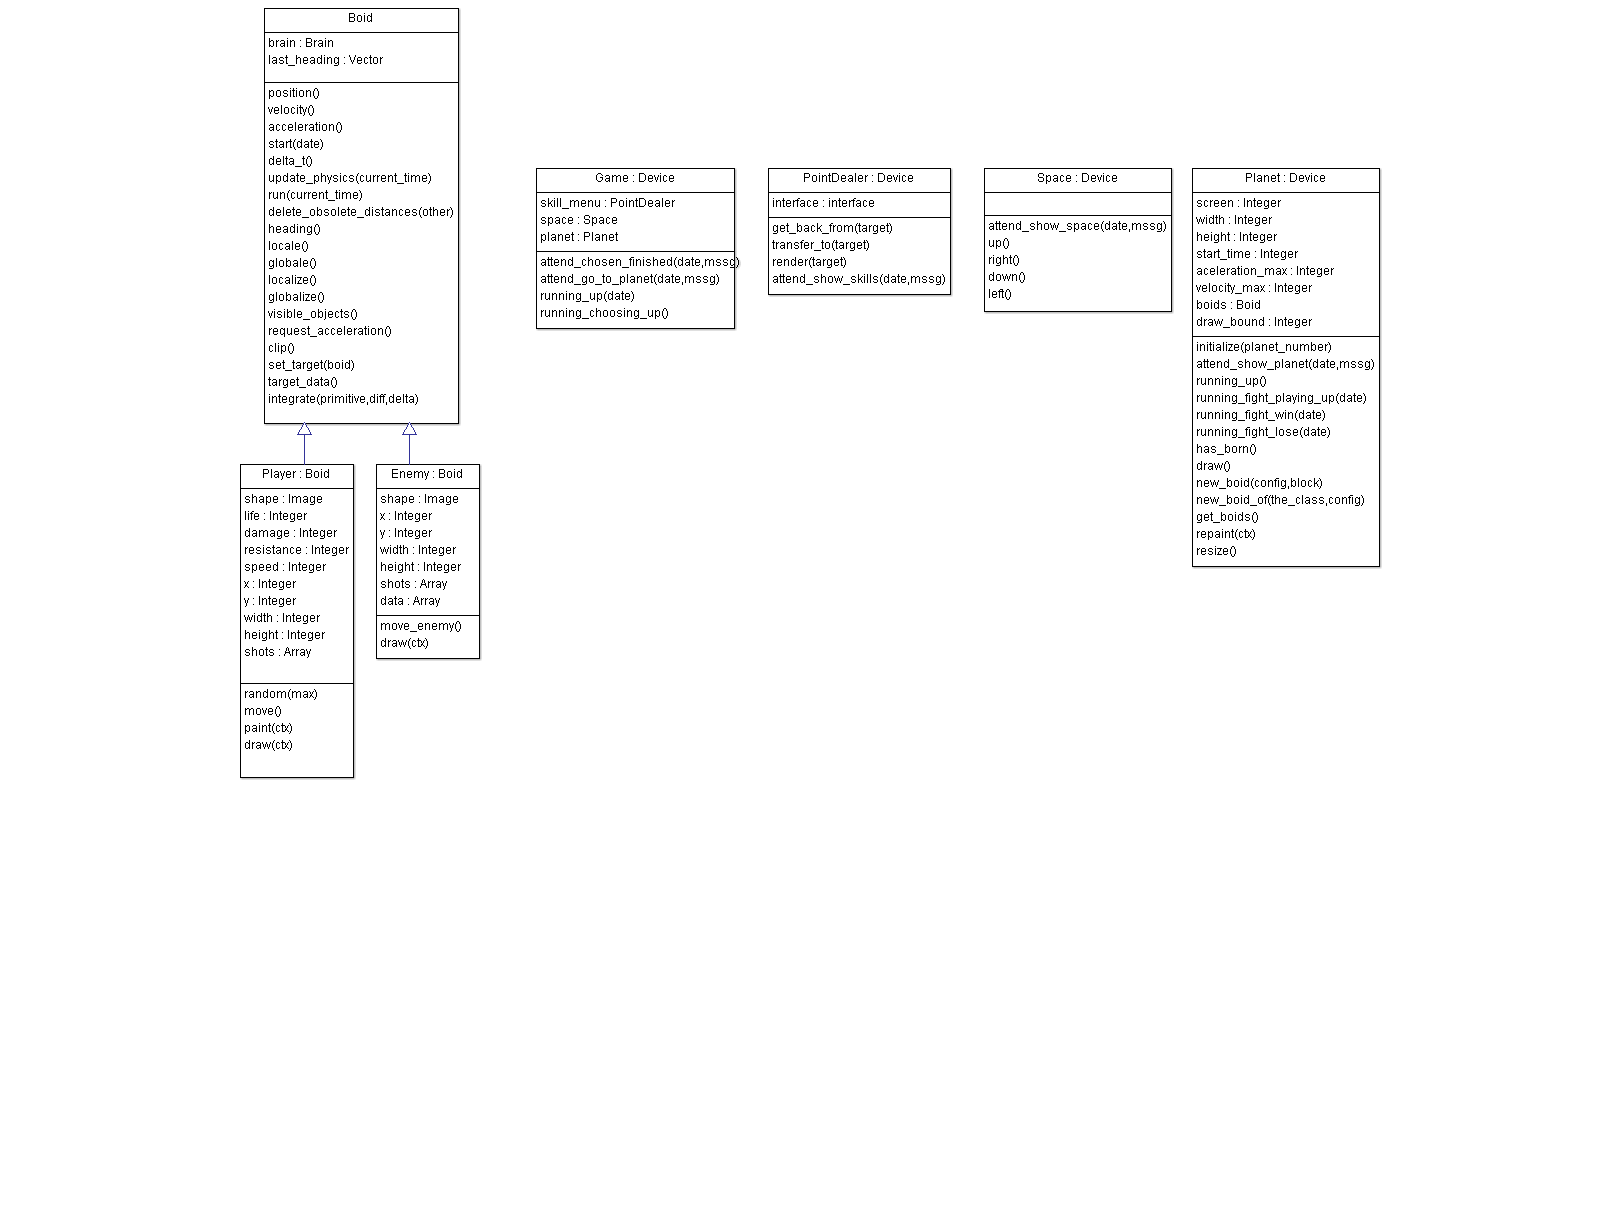 Boid
brain : Brain
last_heading : Vector
position()
velocity()
acceleration()
start(date)
delta_t()
update_physics(current_time)
run(current_time)
delete_obsolete_distances(other)
heading()
locale()
globale()
localize()
globalize()
visible_objects()
request_acceleration()
clip()
set_target(boid)
target_data()
integrate(primitive,diff,delta)
Player : Boid
shape : Image
life : Integer
damage : Integer
resistance : Integer
speed : Integer
x : Integer
y : Integer
width : Integer
height : Integer
shots : Array
random(max)
move()
paint(ctx)
draw(ctx)
Enemy : Boid
shape : Image
x : Integer
y : Integer
width : Integer
height : Integer
shots : Array
data : Array
move_enemy()
draw(ctx)
Game : Device
skill_menu : PointDealer
space : Space
planet : Planet
attend_chosen_finished(date,mssg)
attend_go_to_planet(date,mssg)
running_up(date)
running_choosing_up()
PointDealer : Device
interface : interface
get_back_from(target)
transfer_to(target)
render(target)
attend_show_skills(date,mssg)
Space : Device
attend_show_space(date,mssg)
up()
right()
down()
left()
Planet : Device
screen : Integer
width : Integer
height : Integer
start_time : Integer
aceleration_max : Integer
velocity_max : Integer
boids : Boid
draw_bound : Integer
initialize(planet_number)
attend_show_planet(date,mssg)
running_up()
running_fight_playing_up(date)
running_fight_win(date)
running_fight_lose(date)
has_born()
draw()
new_boid(config,block)
new_boid_of(the_class,config)
get_boids()
repaint(ctx)
resize()